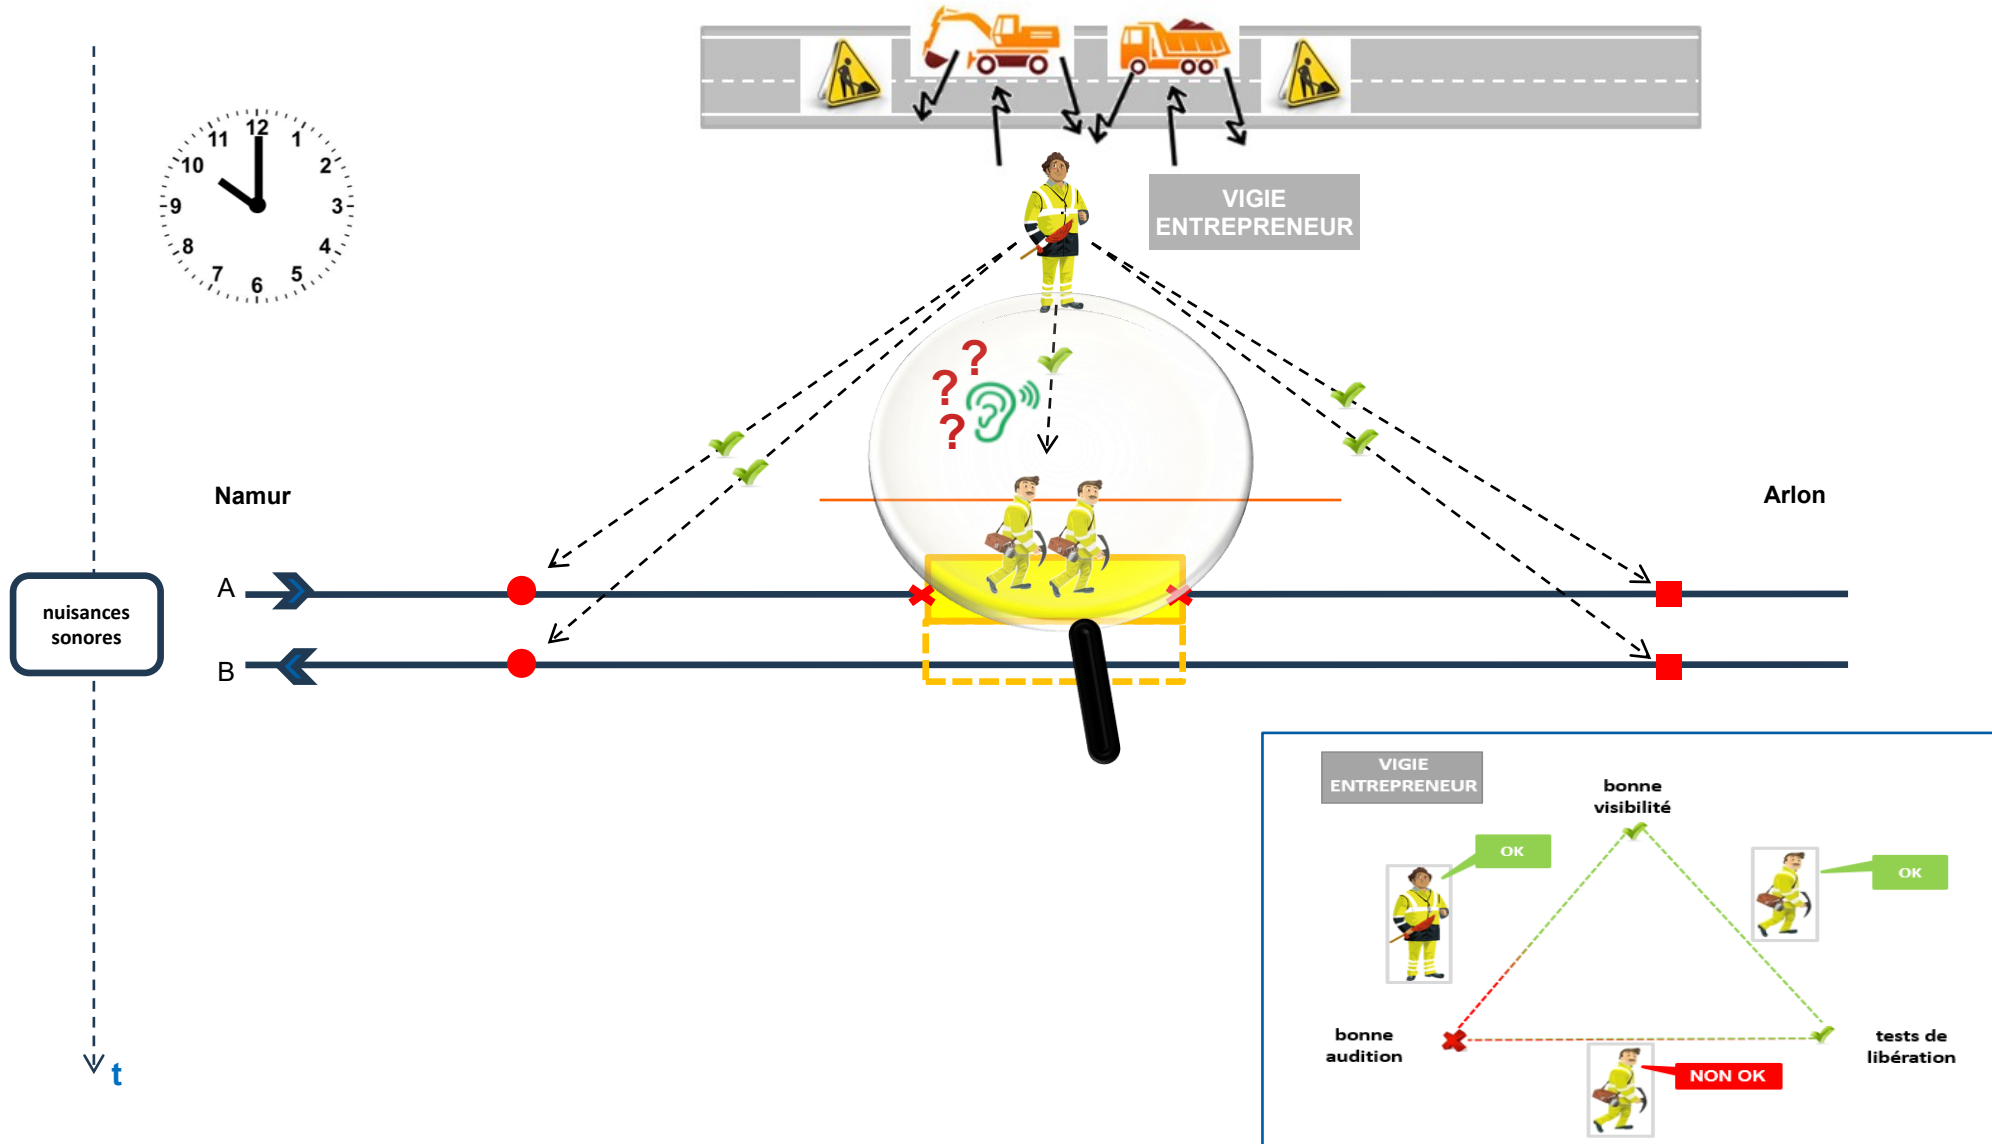 12
11
1
10
2
9
3
8
4
7
5
6
VIGIE
ENTREPRENEUR
?
?
?
Namur
Arlon
A
nuisances
sonores
B
t
VIGIE
ENTREPRENEUR
bonne
visibilité
OK
OK
bonne
audition
tests de
libération
NON OK